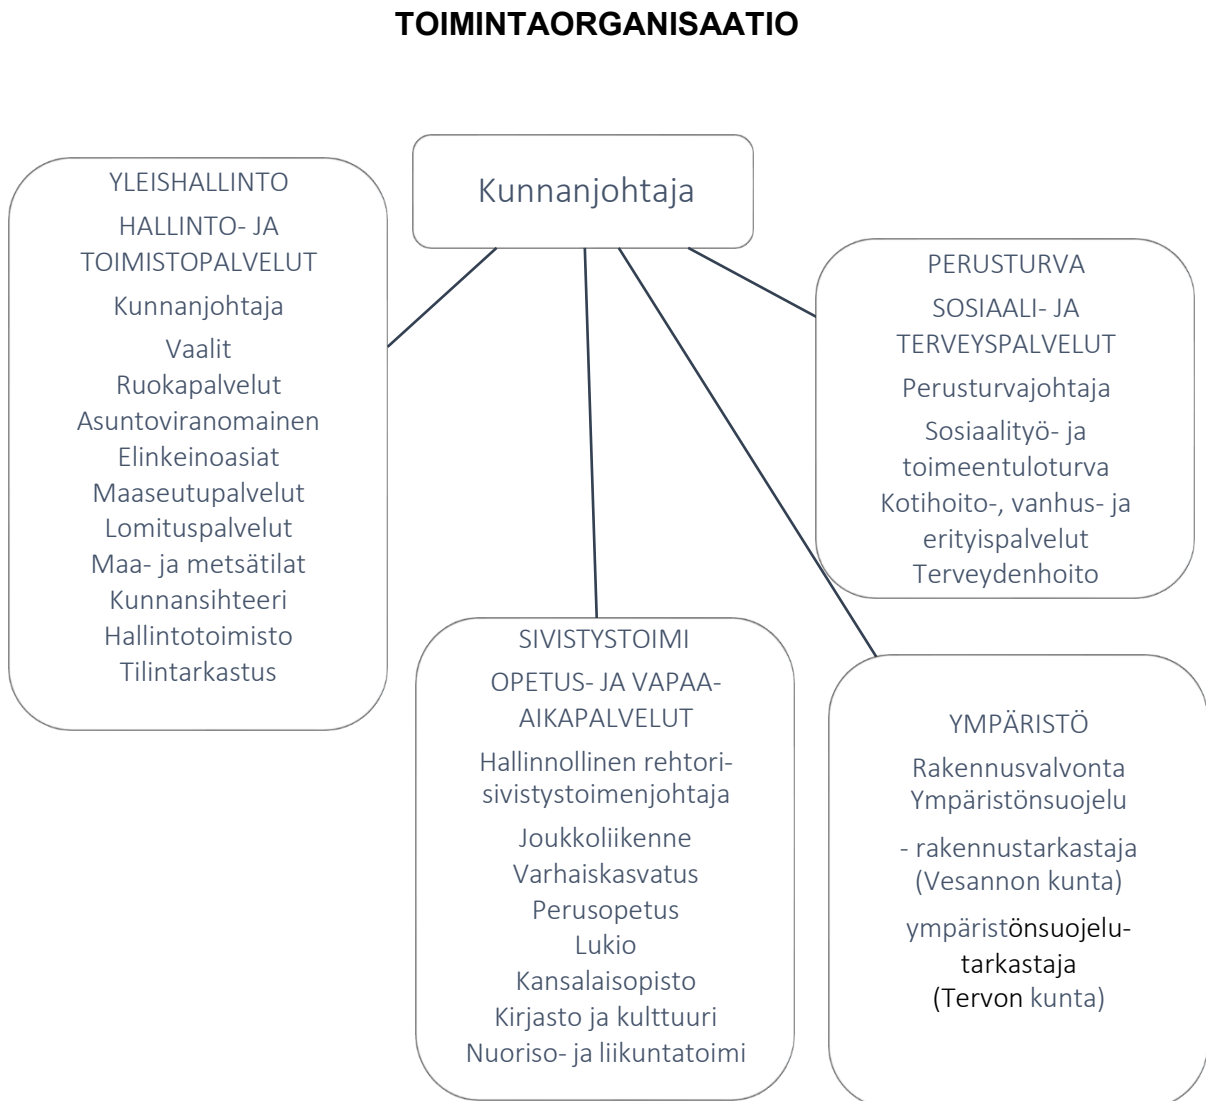 TOIMINTAORGANISAATIO
Kunnanjohtaja
YLEISHALLINTO
HALLINTO- JA
TOIMISTOPALVELUT
Kunnanjohtaja
Vaalit
Ruokapalvelut
Asuntoviranomainen
Elinkeinoasiat
Maaseutupalvelut
Lomituspalvelut
Maa- ja metsätilat
Kunnansihteeri
Hallintotoimisto
Tilintarkastus
PERUSTURVA
SOSIAALI- JA
TERVEYSPALVELUT
Perusturvajohtaja
Sosiaalityö- ja
toimeentuloturva
Kotihoito-, vanhus- ja
erityispalvelut
Terveydenhoito
SIVISTYSTOIMI
OPETUS- JA VAPAA-
AIKAPALVELUT
Hallinnollinen rehtori-
sivistystoimenjohtaja
Joukkoliikenne
Varhaiskasvatus
Perusopetus
Lukio
Kansalaisopisto
Kirjasto ja kulttuuri
Nuoriso- ja liikuntatoimi
YMPÄRISTÖ
Rakennusvalvonta
Ympäristönsuojelu
- rakennustarkastaja
(Vesannon kunta)
ympäristönsuojelu-
tarkastaja
(Tervon kunta)